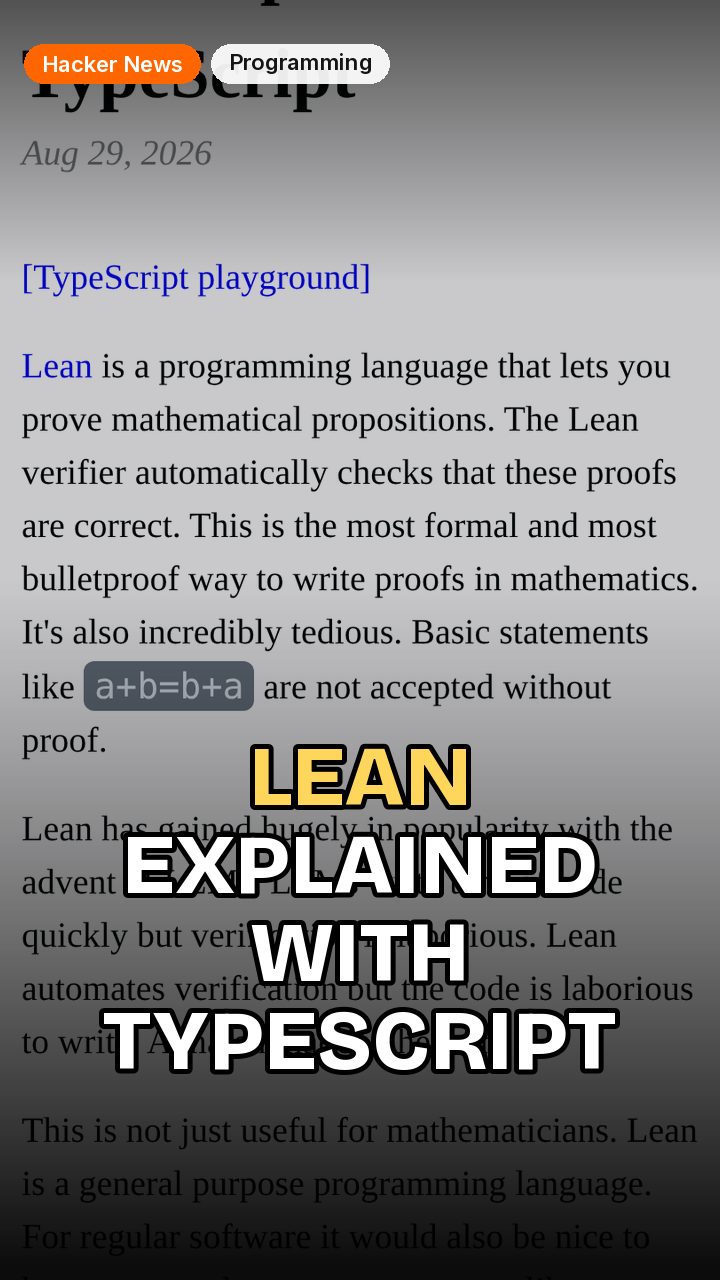 Hacker News
Programming
TypeScript
Aug 29, 2026
[TypeScript playground]
Lean is a programming language that lets you
prove mathematical propositions. The Lean
verifier automatically checks that these proofs
are correct. This is the most formal and most
bulletproof way to write proofs in mathematics.
It's also incredibly tedious. Basic statements
like a+b=b+a are not accepted without
proof.
LEAN
EXPLAINED
WITH
TYPESCRIPT
Lean has gained hugely in popularity with the
advent
quickly but
Lean
automates verification but the code is laborious
to
This is not just useful for mathematicians. Lean
is a general purpose programming language.
For regular software it would also be nice to